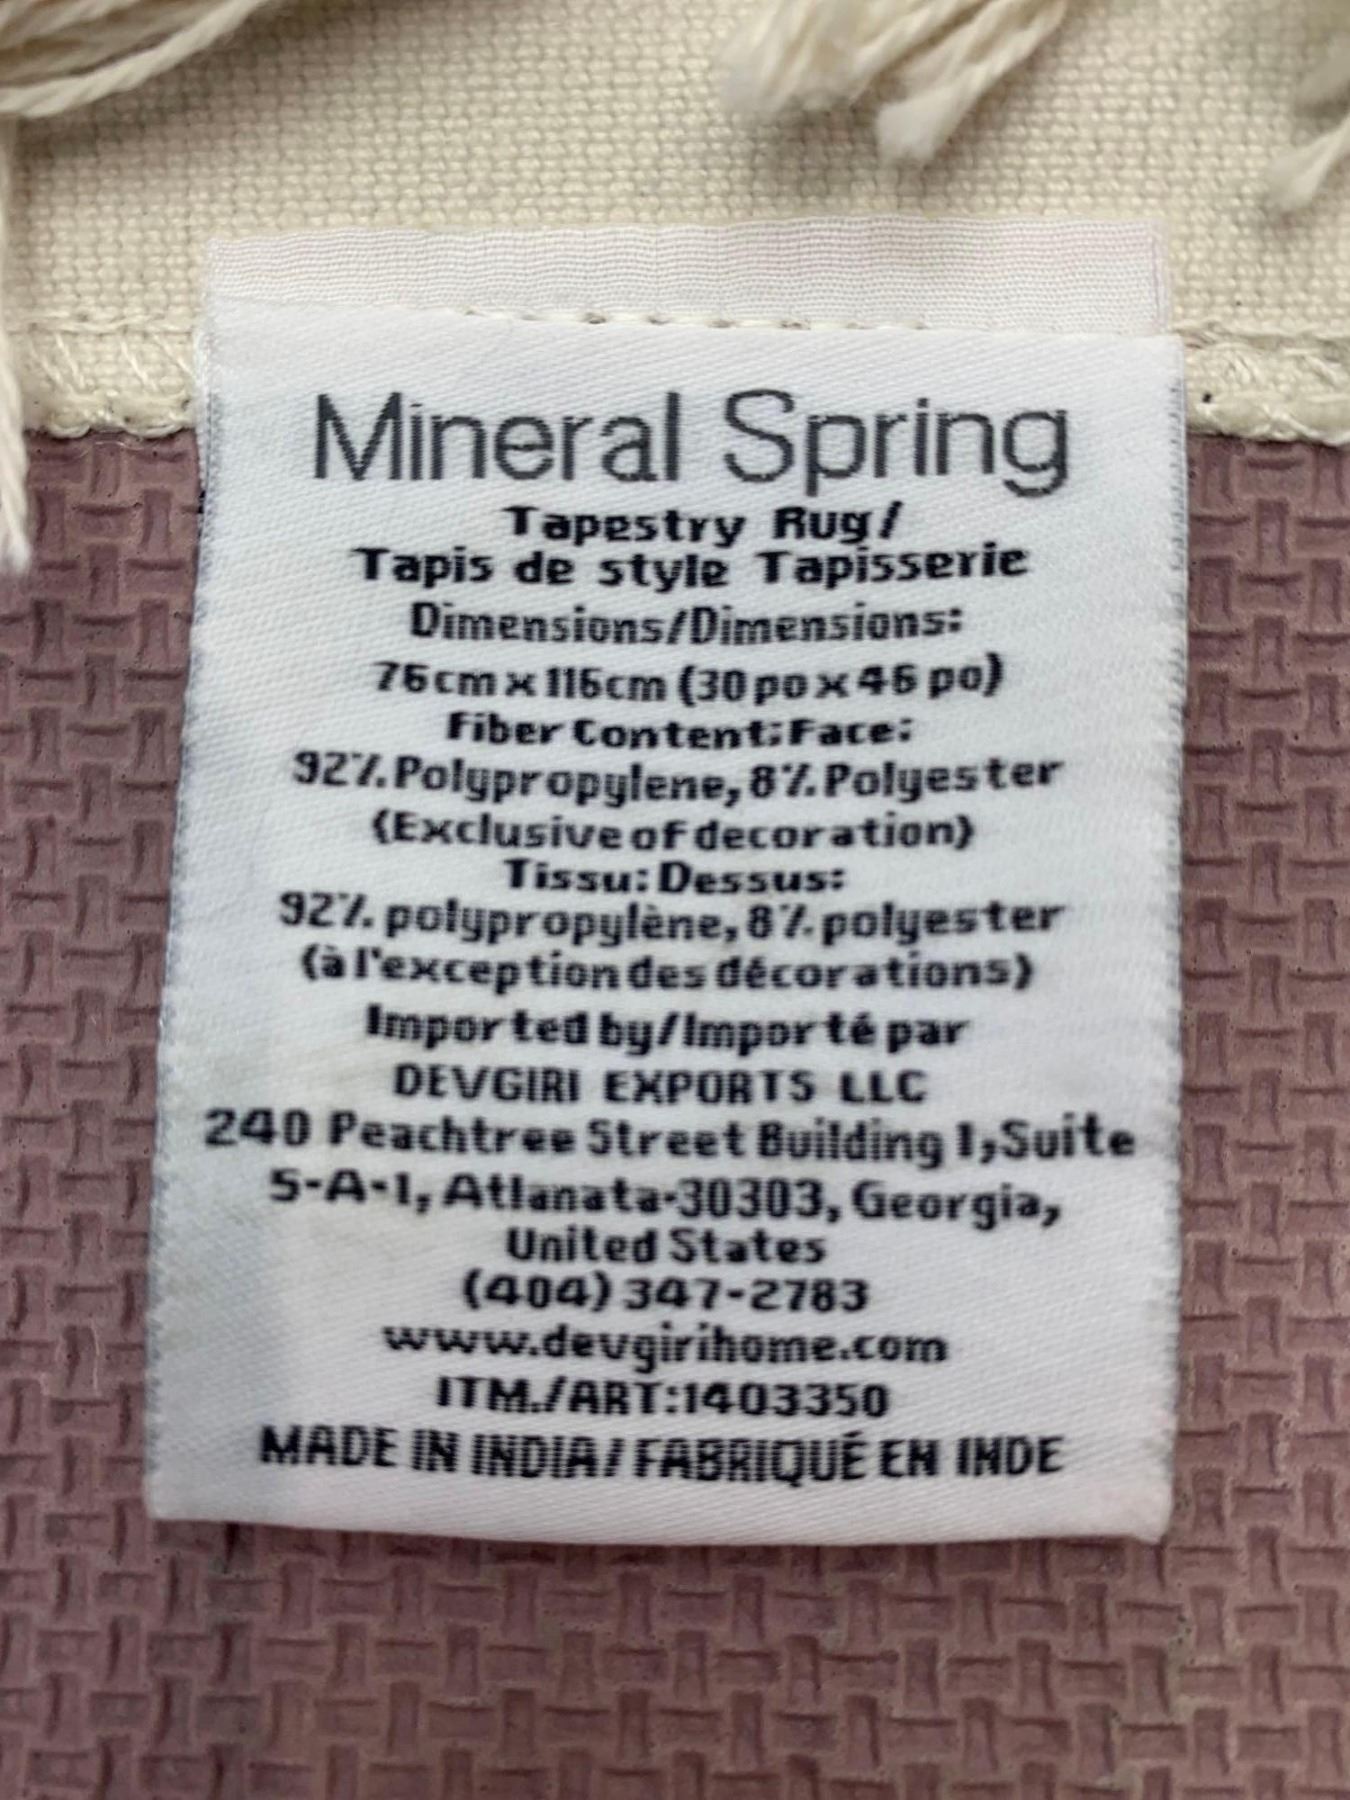 Mineral Spring
Tapestry Rug/
Tapis de style Tapisserie
Dimensions/Dimensions:
76cm x 116cm (30 po x 46 po)
Fiber Content:Face:
92% Polypropylene, 8% Polyester
(Exclusive of decoration)
Tissu: Dessus:
92% polypropylène, 8% polyester
(à l'exception des décorations)
Imported by/Importé par
DEVGIRI EXPORTS LLC
240 Peachtree Street Building 1, Suite
5-A-1, Atlanata-30303, Georgia,
United States
(404) 347-2783
www.devgirihome.com
ITM./ART:1403350
MADE IN INDIA/ FABRIQUÉ EN INDE